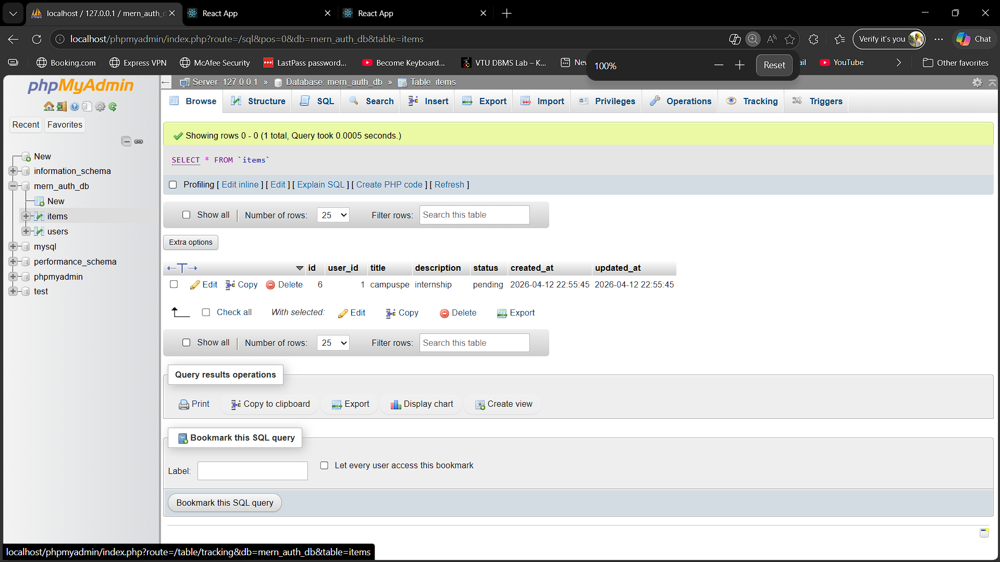 localhost / 127.0.0.1 / mern_auth_d
React App
React App
localhost/phpmyadmin/index.php?route=/sql&pos=0&db=mern_auth_db&table=items
Verify it's you
Chat
Booking.com
Express VPN
McAfee Security
LastPass password...
Become Keyboard...
VTU DBMS Lab – K...
YouTube
Other favorites
100%
Reset
phpMyAdmin
Recent
Favorites
New
information_schema
mern_auth_db
New
items
users
mysql
performance_schema
phpmyadmin
test
Server: 127.0.0.1 » Database: mern_auth_db » Table: items
Browse
Structure
SQL
Search
Insert
Export
Import
Privileges
Operations
Tracking
Triggers
Showing rows 0 - 0 (1 total, Query took 0.0005 seconds.)
SELECT * FROM `items`
Profiling [ Edit inline ] [ Edit ] [ Explain SQL ] [ Create PHP code ] [ Refresh ]
Show all | Number of rows: 25 Filter rows: Search this table
Extra options
←T→ id user_id title description status created_at updated_at
Edit Copy Delete 6 1 campuspe internship pending 2026-04-12 22:55:45 2026-04-12 22:55:45
Check all With selected: Edit Copy Delete Export
Show all | Number of rows: 25 Filter rows: Search this table
Query results operations
Print Copy to clipboard Export Display chart Create view
Bookmark this SQL query
Label: Let every user access this bookmark
Bookmark this SQL query
localhost/phpmyadmin/index.php?route=/table/tracking&db=mern_auth_db&table=items